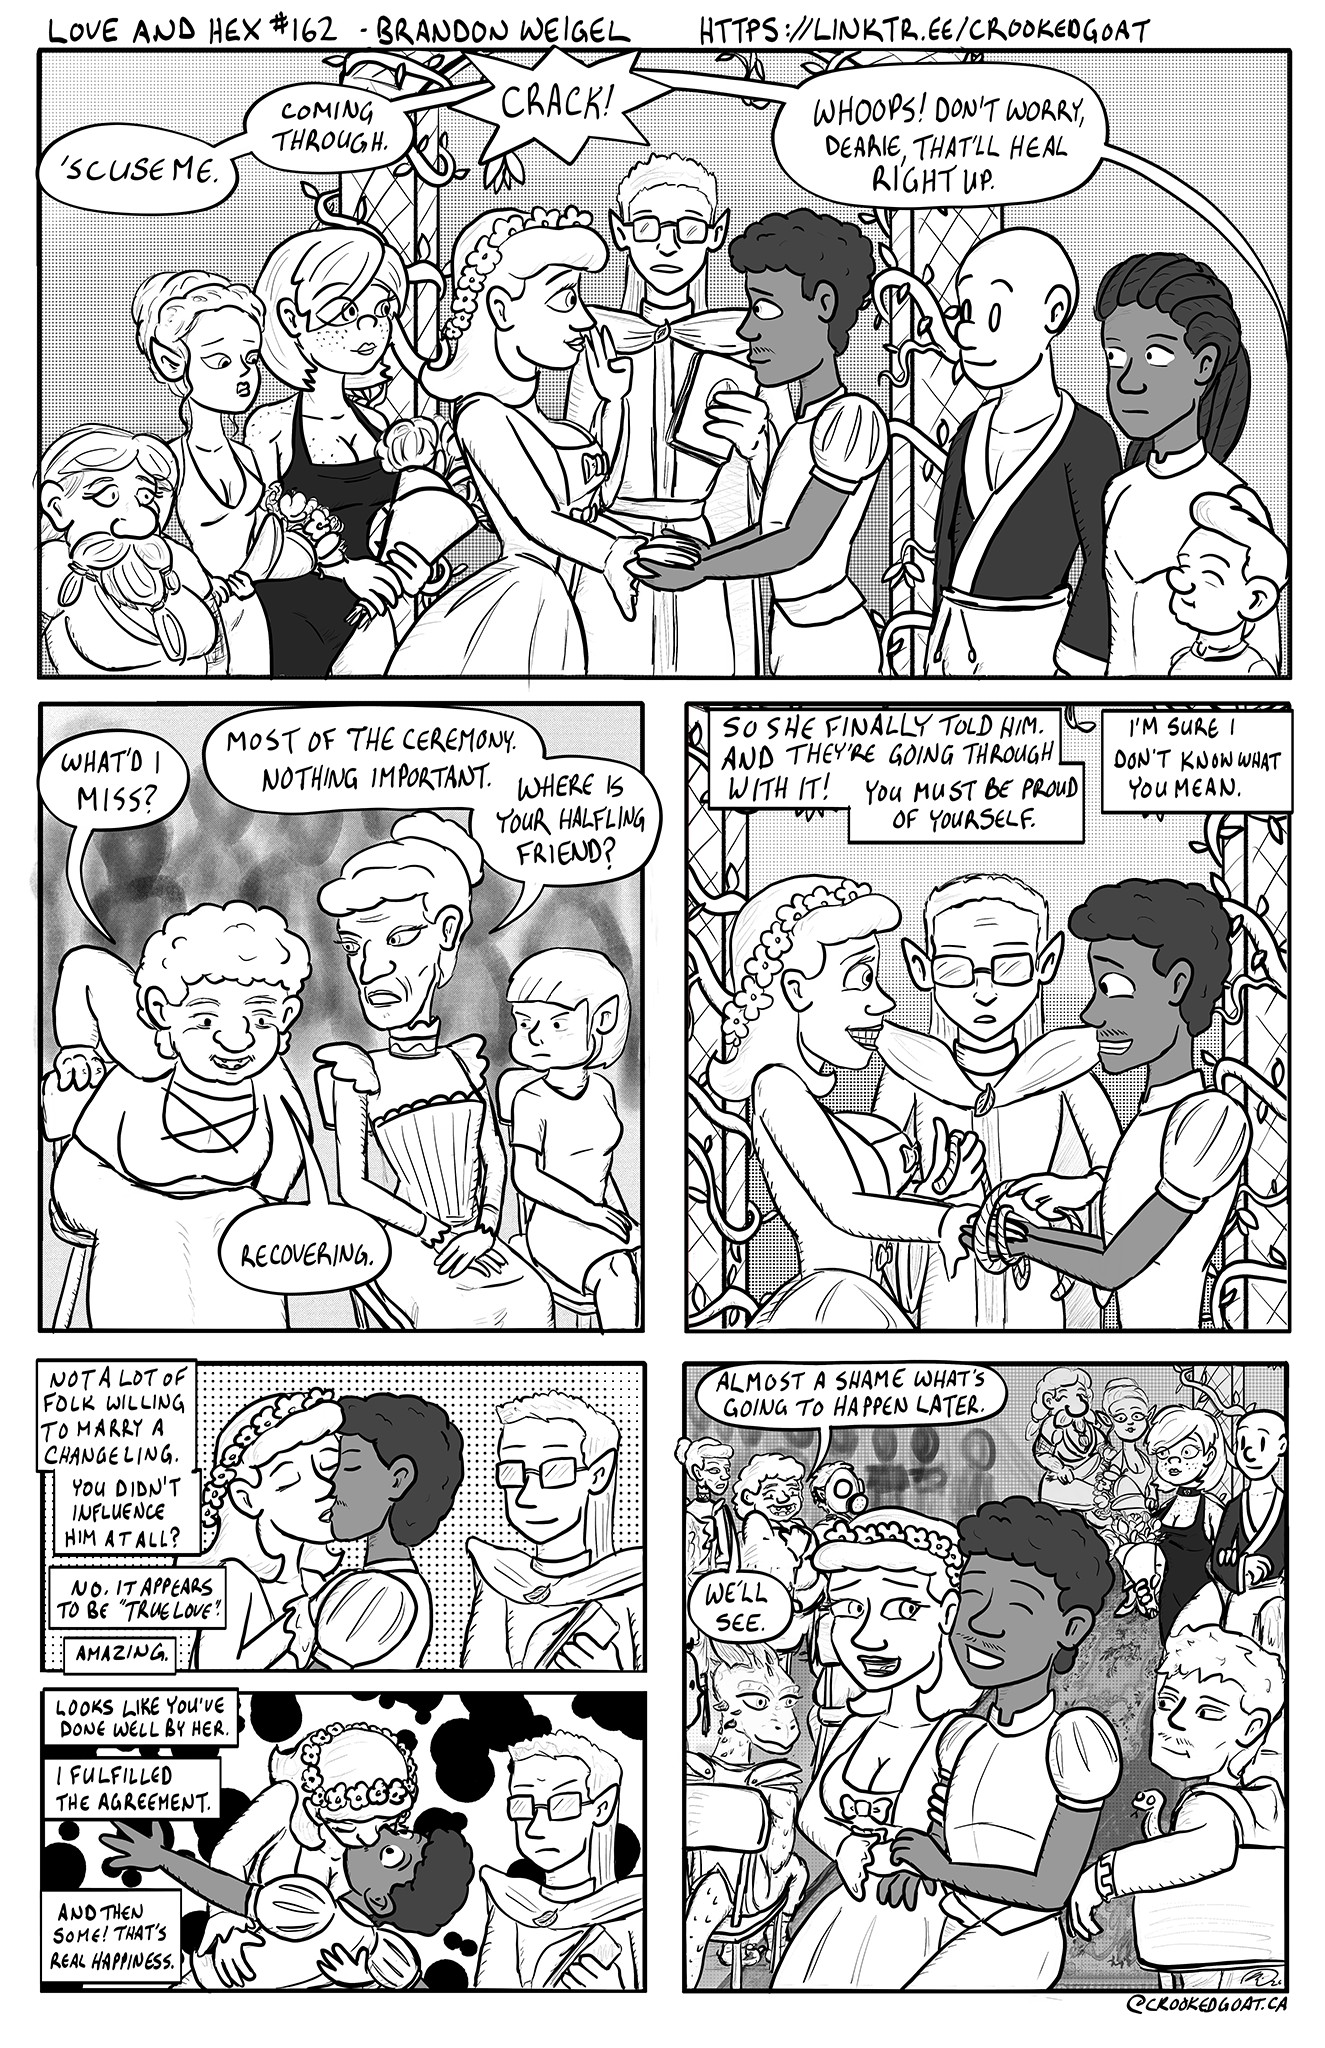 LOVE AND HEX #162 - BRANDON WEIGEL
HTTPS://LINKTR.EE/CROOKEDGOAT
'SCUSE ME.
COMING
THROUGH.
CRACK!
WHOOPS! DON'T WORRY,
DEARIE, THAT'LL HEAL
RIGHT UP.
WHAT'D I
MISS?
MOST OF THE CEREMONY.
NOTHING IMPORTANT.
WHERE IS
YOUR HALFLING
FRIEND?
RECOVERING.
SO SHE FINALLY TOLD HIM.
AND THEY'RE GOING THROUGH
WITH IT!
YOU MUST BE PROUD
OF YOURSELF.
I'M SURE I
DON'T KNOW WHAT
YOU MEAN.
NOT A LOT OF
FOLK WILLING
TO MARRY A
CHANGELING.
YOU DIDN'T
INFLUENCE
HIM AT ALL?
NO. IT APPEARS
TO BE "TRUE LOVE".
AMAZING.
LOOKS LIKE YOU'VE
DONE WELL BY HER.
I FULFILLED
THE AGREEMENT.
AND THEN
SOME! THAT'S
REAL HAPPINESS.
ALMOST A SHAME WHAT'S
GOING TO HAPPEN LATER.
WE'LL
SEE.
@CROOKEDGOAT.CA